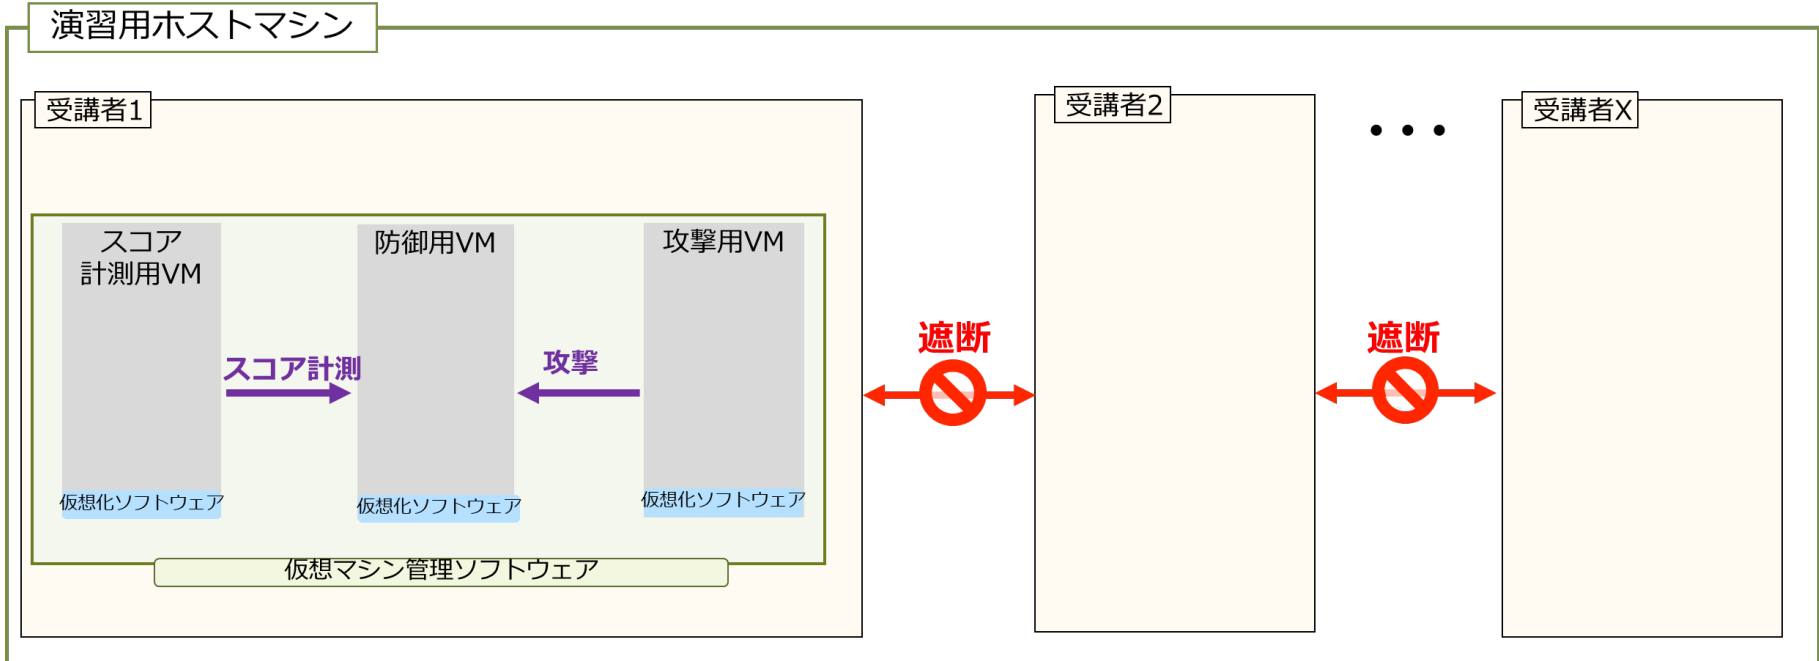 演習用ホストマシン
受講者1
受講者2
・・・
受講者X
スコア
計測用VM
防御用VM
攻撃用VM
スコア計測
攻撃
遮断
遮断
仮想化ソフトウェア
仮想化ソフトウェア
仮想化ソフトウェア
仮想マシン管理ソフトウェア